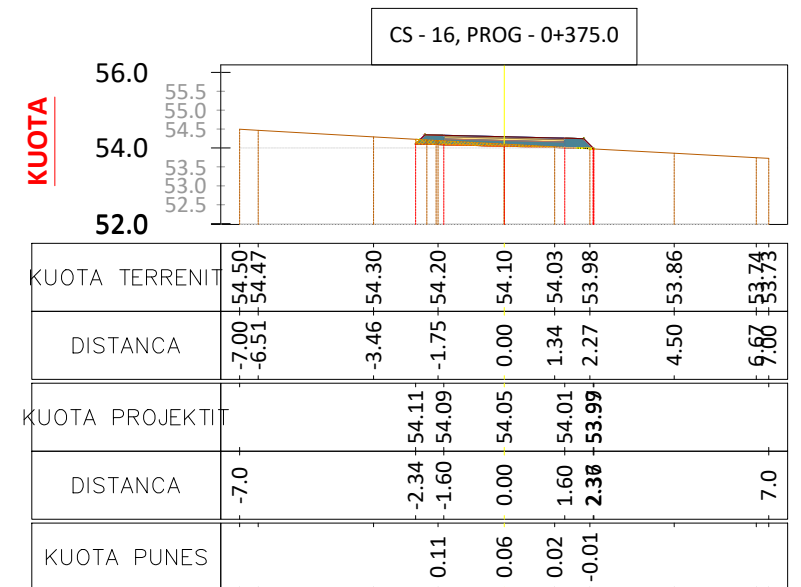 CS - 16, PROG - 0+375.0
KUOTA
56.0
55.5
55.0
54.5
54.0
53.5
53.0
52.5
52.0
KUOTA TERRENIT 54.50 54.47 54.30 54.20 54.10 54.03 53.98 53.86 53.74 53.73
DISTANCA -7.00 -6.51 -3.46 -1.75 0.00 1.34 2.27 4.50 6.67 7.00
KUOTA PROJEKTIT 54.11 54.09 54.05 54.01 53.99
DISTANCA -7.0 -2.34 -1.60 0.00 1.60 7.0
KUOTA PUNES 0.11 0.06 0.02 -0.01